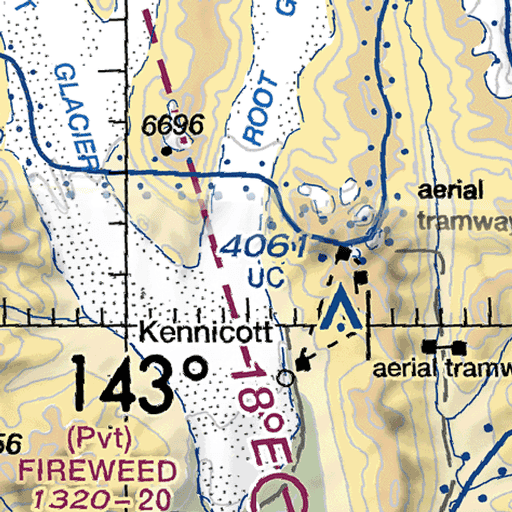 GLACIER
ROOT
G
6696
aerial
tramway
4061
UC
Kennicott
143°
aerial tramw
18°E
56
(Pvt)
FIREWEED
1320-20